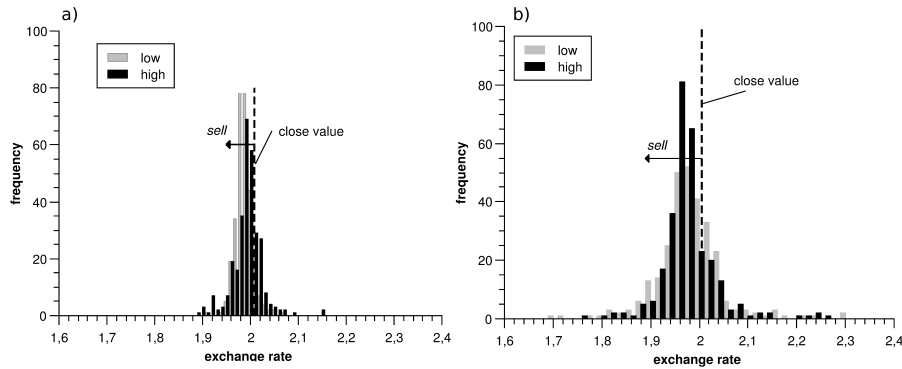 a)
100
80
60
40
20
0
frequency
low
high
sell
close value
1,6 1,7 1,8 1,9 2 2,1 2,2 2,3 2,4
exchange rate
b)
100
80
60
40
20
0
frequency
low
high
sell
close value
1,6 1,7 1,8 1,9 2 2,1 2,2 2,3 2,4
exchange rate